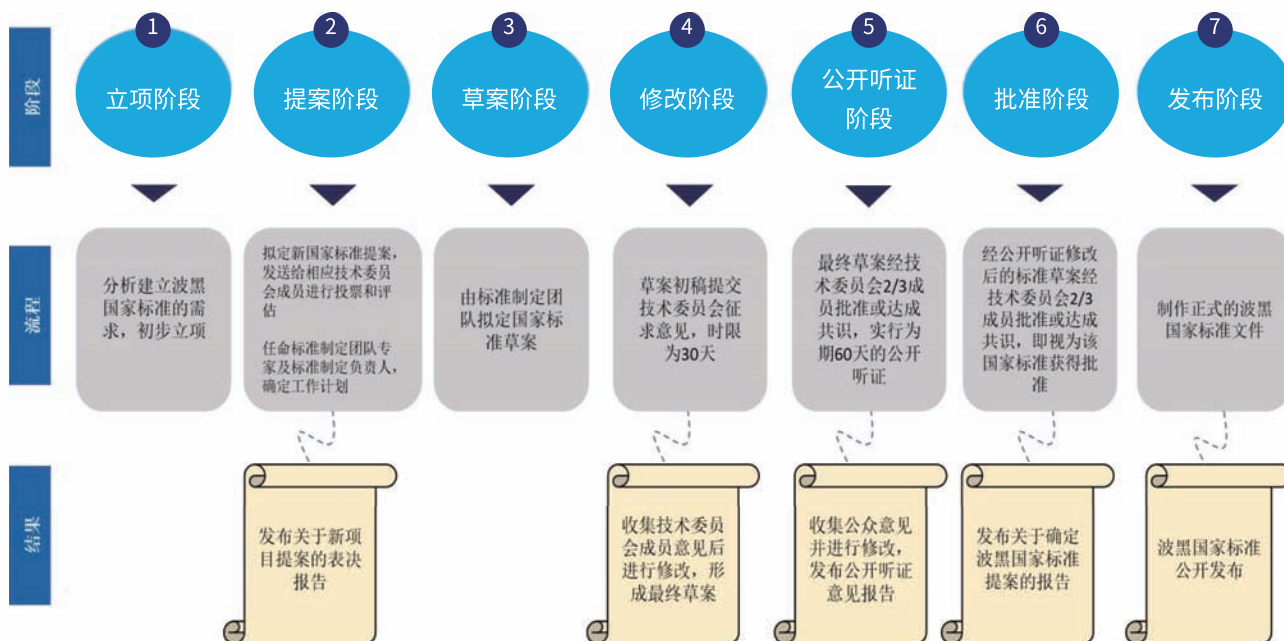 1
2
3
4
5
6
7
阶段
立项阶段
提案阶段
草案阶段
修改阶段
公开听证
阶段
批准阶段
发布阶段
流程
分析建立波黑
国家标准的需
求，初步立项
拟定新国家标准提案，
发送给相应技术委员
会成员进行投票和评
估
任命标准制定团队专
家及标准制定负责人，
确定工作计划
由标准制定团
队拟定国家标
准草案
草案初稿提交
技术委员会征
求意见，时限
为30天
最终草案经技
术委员会2/3成
员批准或达成
共识，实行为
期60天的公开
听证
经公开听证修改
后的标准草案经
技术委员会2/3
成员批准或达成
共识，即视为该
国家标准获得批
准
制作正式的波黑
国家标准文件
结果
发布关于新项
目提案的表决
报告
收集技术委员
会成员意见后
进行修改，形
成最终草案
收集公众意见
并进行修改，
发布公开听证
意见报告
发布关于确定
波黑国家标准
提案的报告
波黑国家标准
公开发布